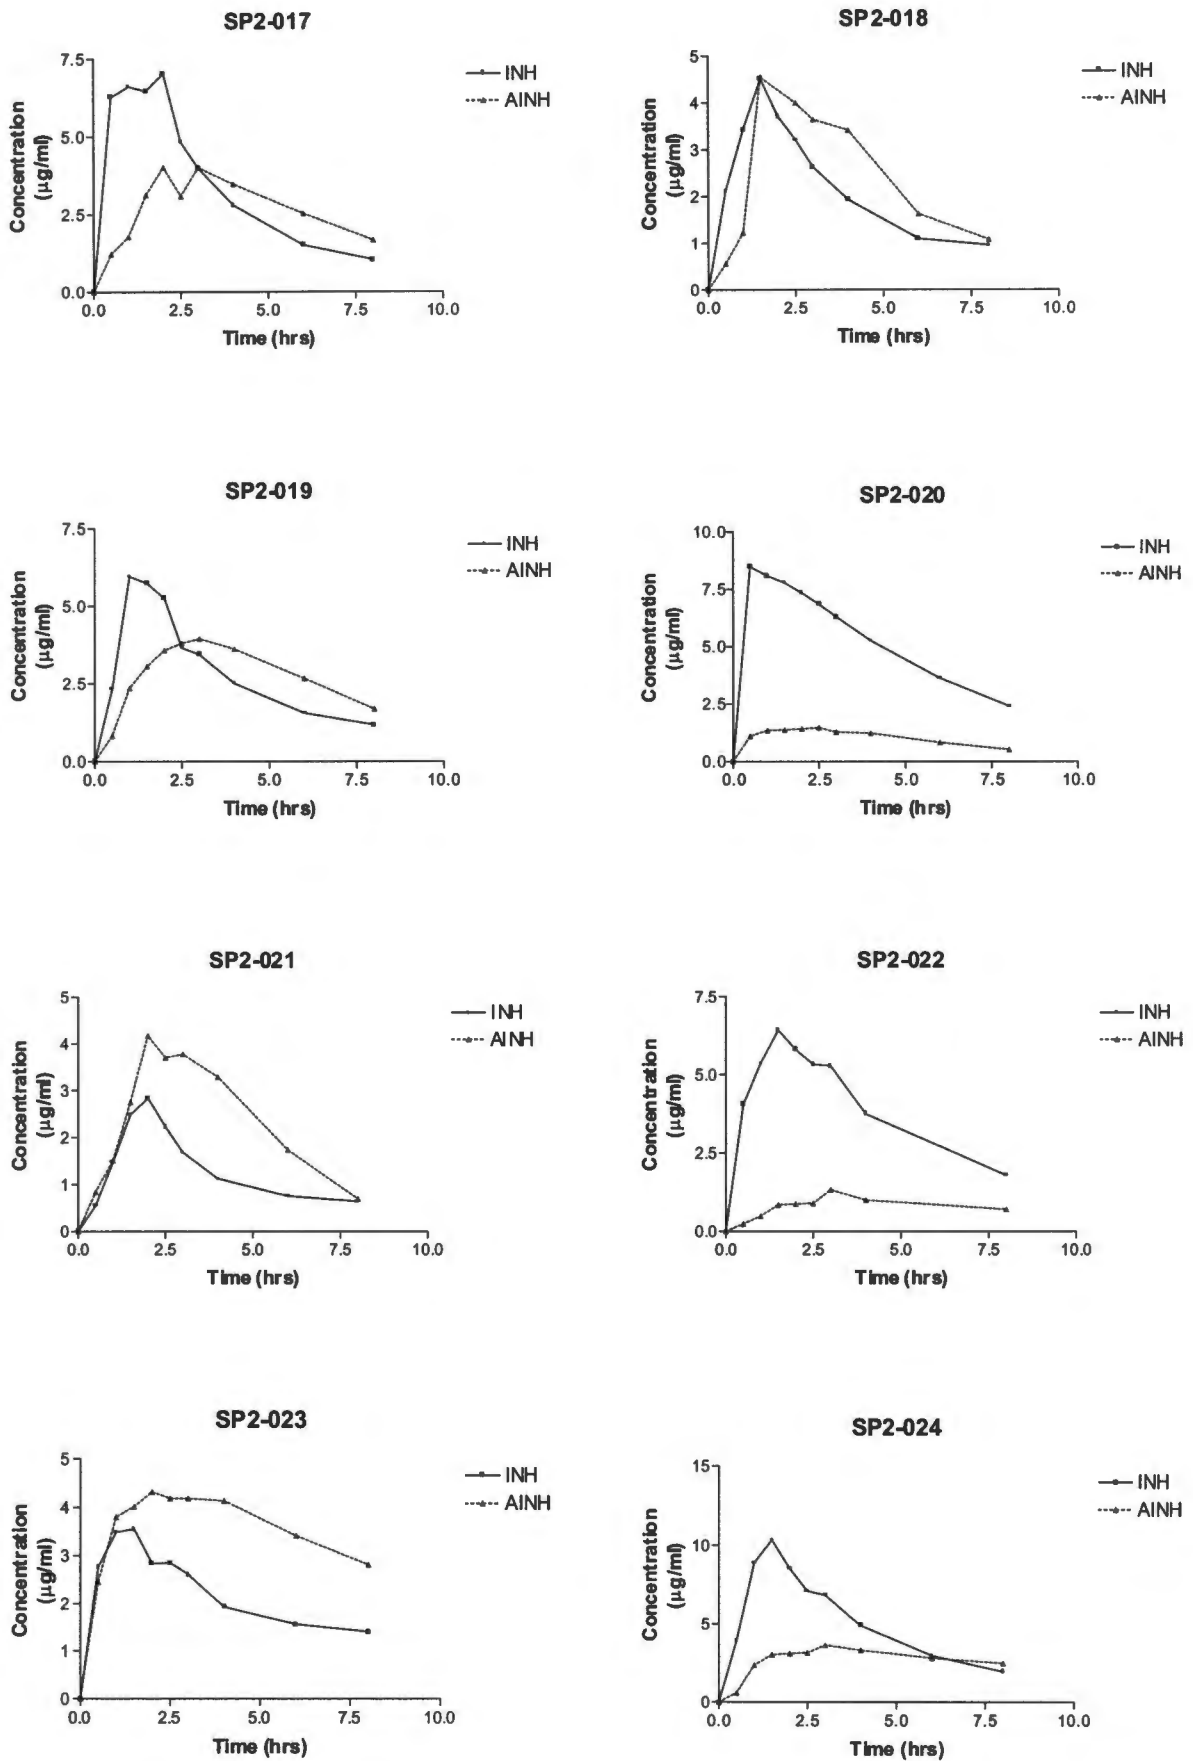 SP2-017
7.5
5.0
2.5
0.0
0.0 2.5 5.0 7.5 10.0
Concentration
(µg/ml)
Time (hrs)
INH
AINH
SP2-018
5
4
3
2
1
0
0.0 2.5 5.0 7.5 10.0
Concentration
(µg/ml)
Time (hrs)
INH
AINH
SP2-019
7.5
5.0
2.5
0.0
0.0 2.5 5.0 7.5 10.0
Concentration
(µg/ml)
Time (hrs)
INH
AINH
SP2-020
10.0
7.5
5.0
2.5
0.0
0.0 2.5 5.0 7.5 10.0
Concentration
(µg/ml)
Time (hrs)
INH
AINH
SP2-021
5
4
3
2
1
0
0.0 2.5 5.0 7.5 10.0
Concentration
(µg/ml)
Time (hrs)
INH
AINH
SP2-022
7.5
5.0
2.5
0.0
0.0 2.5 5.0 7.5 10.0
Concentration
(µg/ml)
Time (hrs)
INH
AINH
SP2-023
5
4
3
2
1
0
0.0 2.5 5.0 7.5 10.0
Concentration
(µg/ml)
Time (hrs)
INH
AINH
SP2-024
15
10
5
0
0.0 2.5 5.0 7.5 10.0
Concentration
(µg/ml)
Time (hrs)
INH
AINH